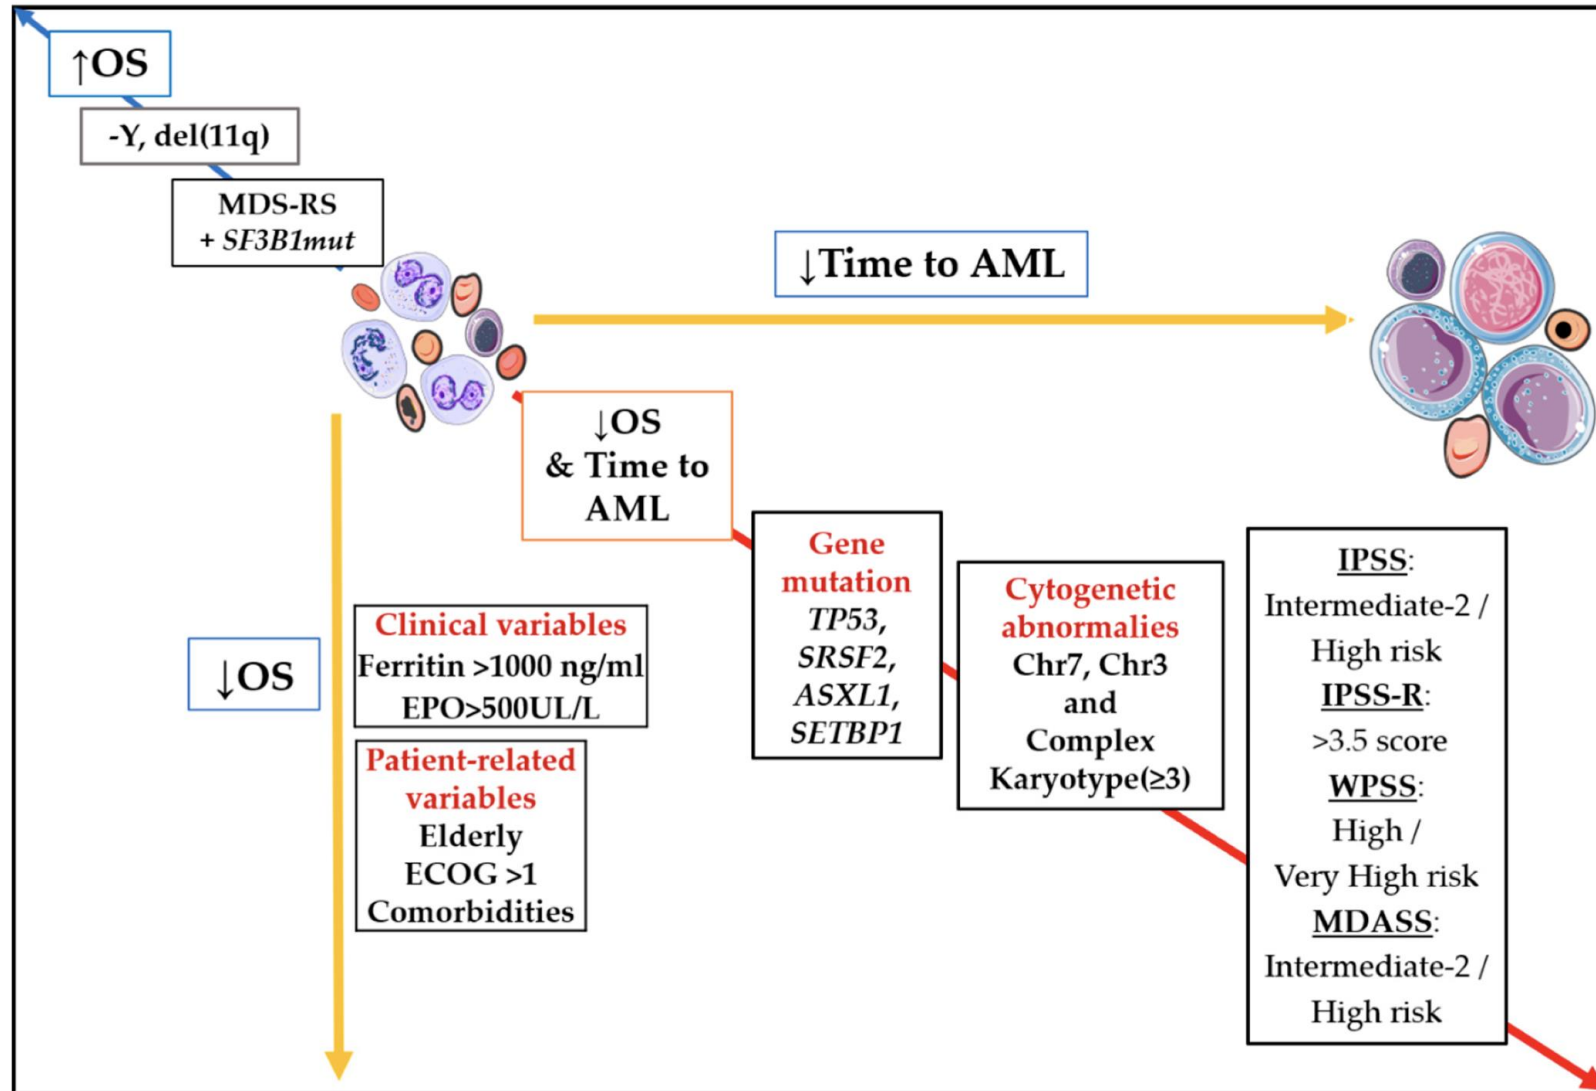 ↑OS
-Y, del(11q)
MDS-RS
+ SF3B1mut
↓Time to AML
↓OS
& Time to
AML
↓OS
Clinical variables
Ferritin >1000 ng/ml
EPO>500UL/L
Patient-related
variables
Elderly
ECOG >1
Comorbidities
Gene
mutation
TP53,
SRSF2,
ASXL1,
SETBP1
Cytogenetic
abnormalies
Chr7, Chr3
and
Complex
Karyotype(≥3)
IPSS:
Intermediate-2 /
High risk
IPSS-R:
>3.5 score
WPSS:
High /
Very High risk
MDASS:
Intermediate-2 /
High risk